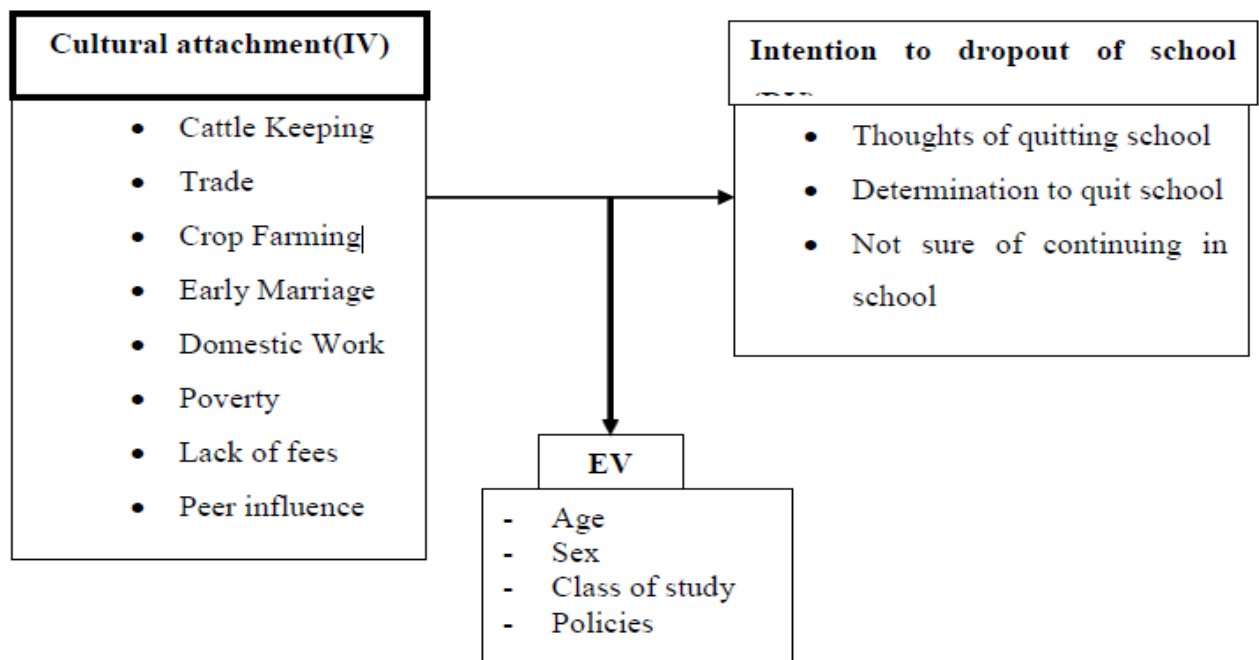 Cultural attachment(IV)
• Cattle Keeping
• Trade
• Crop Farming
• Early Marriage
• Domestic Work
• Poverty
• Lack of fees
• Peer influence
Intention to dropout of school
• Thoughts of quitting school
• Determination to quit school
• Not sure of continuing in
school
EV
- Age
- Sex
- Class of study
- Policies